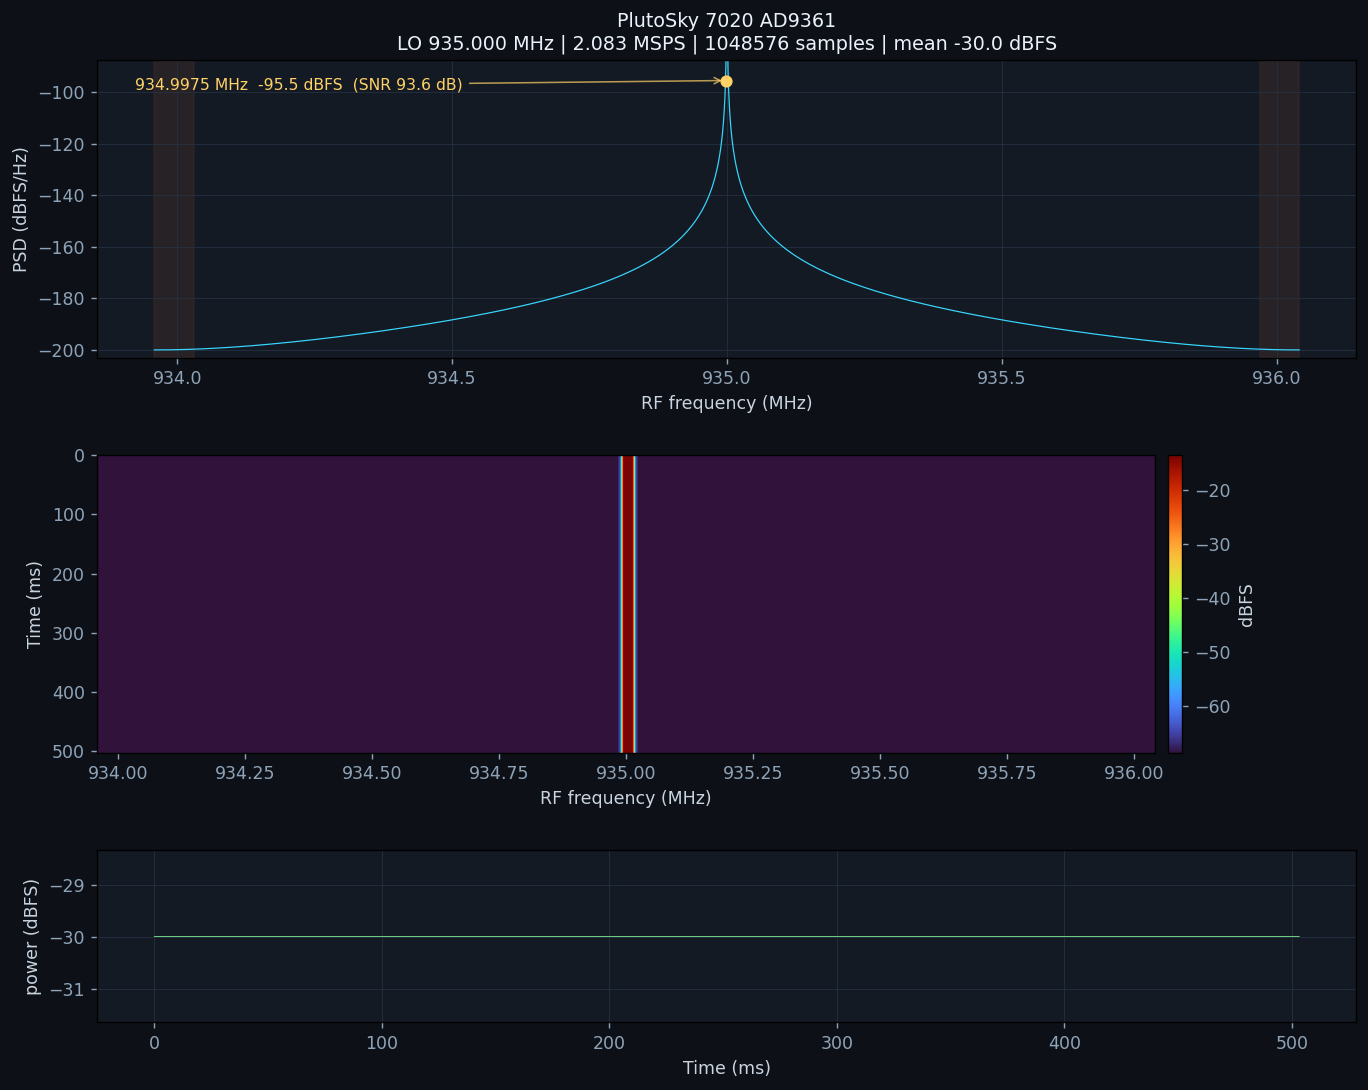 PlutoSky 7020 AD9361
LO 935.000 MHz | 2.083 MSPS | 1048576 samples | mean -30.0 dBFS
934.9975 MHz  -95.5 dBFS  (SNR 93.6 dB)
PSD (dBFS/Hz)
−100
−120
−140
−160
−180
−200
934.0 934.5 935.0 935.5 936.0
RF frequency (MHz)
Time (ms)
0
100
200
300
400
500
934.00 934.25 934.50 934.75 935.00 935.25 935.50 935.75 936.00
RF frequency (MHz)
−20
−30
−40
−50
−60
dBFS
power (dBFS)
−29
−30
−31
0 100 200 300 400 500
Time (ms)